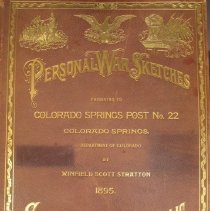 PERSONAL WAR SKETCHES
PRESENTED TO
COLORADO SPRINGS POST No. 22
COLORADO SPRINGS,
DEPARTMENT OF COLORADO
BY
WINFIELD SCOTT STRATTON
1895.